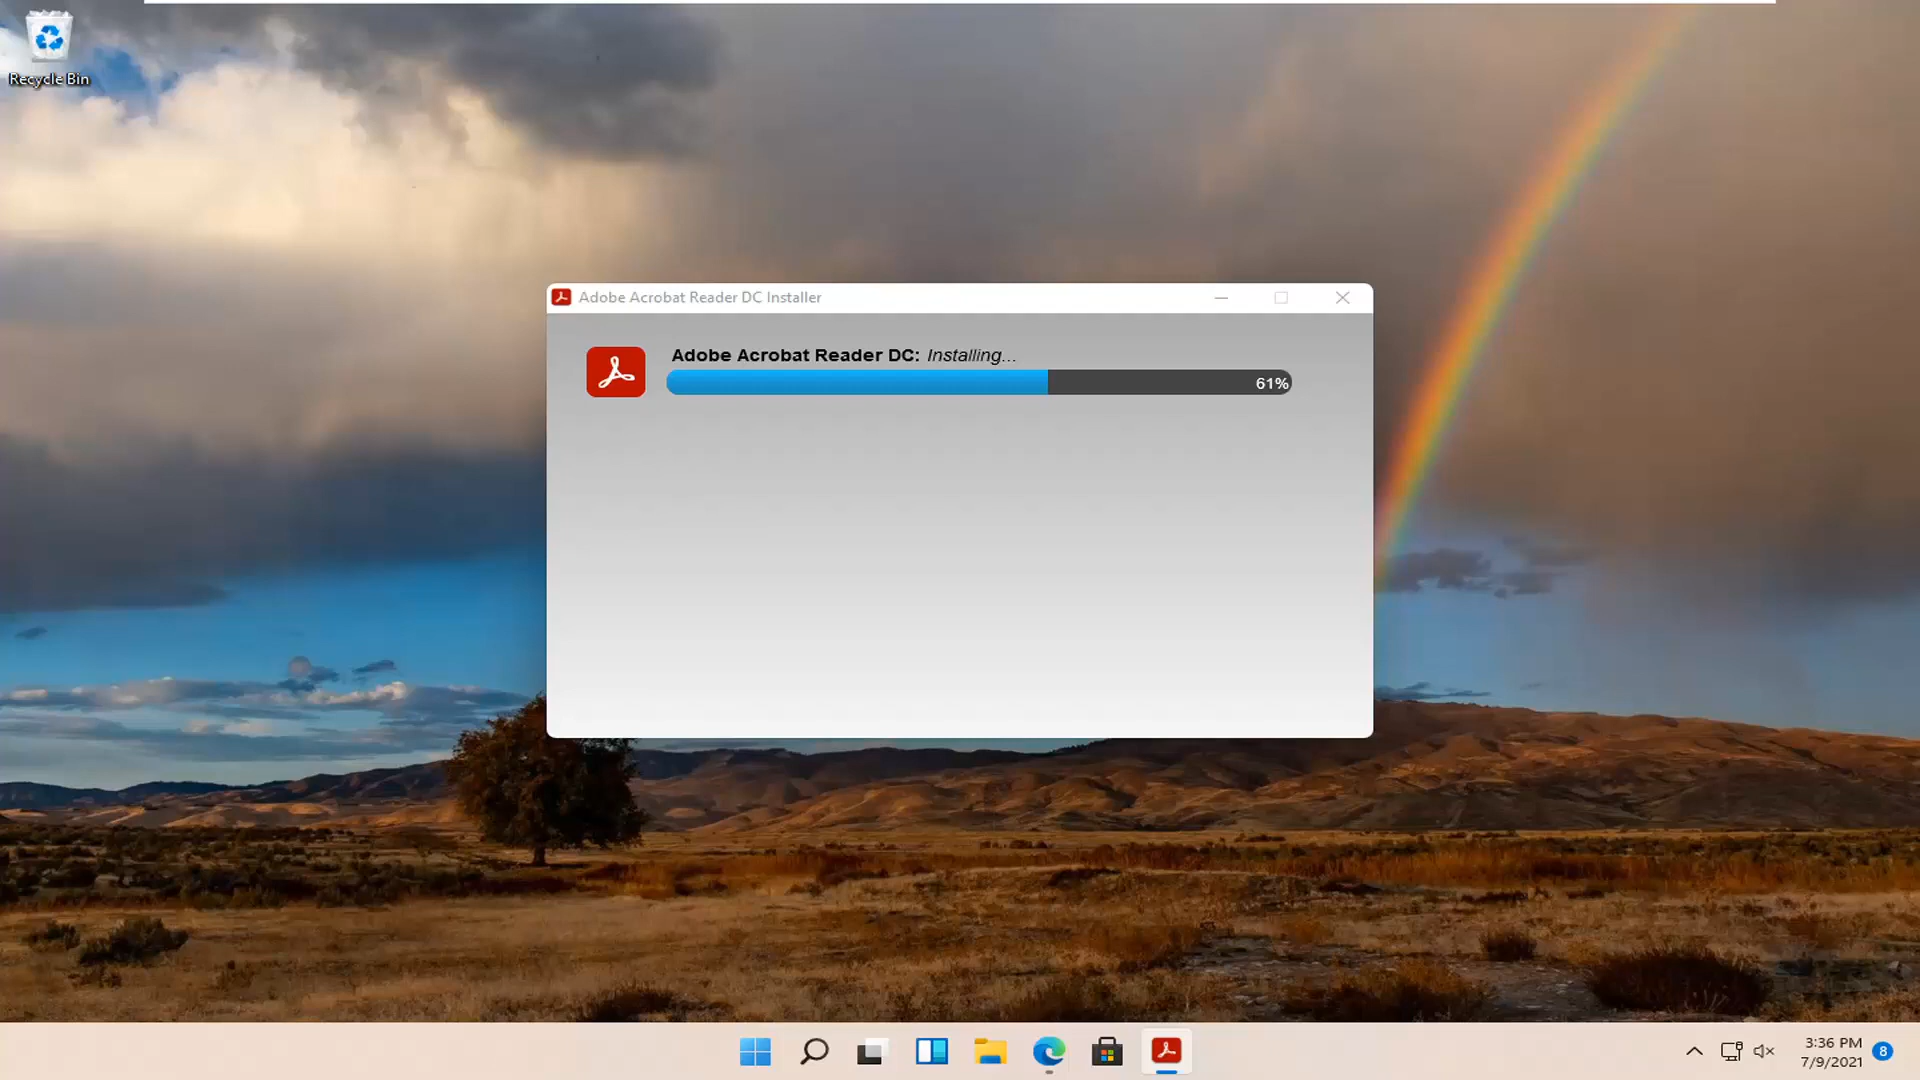 Recycle Bin
Adobe Acrobat Reader DC Installer
Adobe Acrobat Reader DC: Installing...
61%
3:36 PM
7/9/2021
8